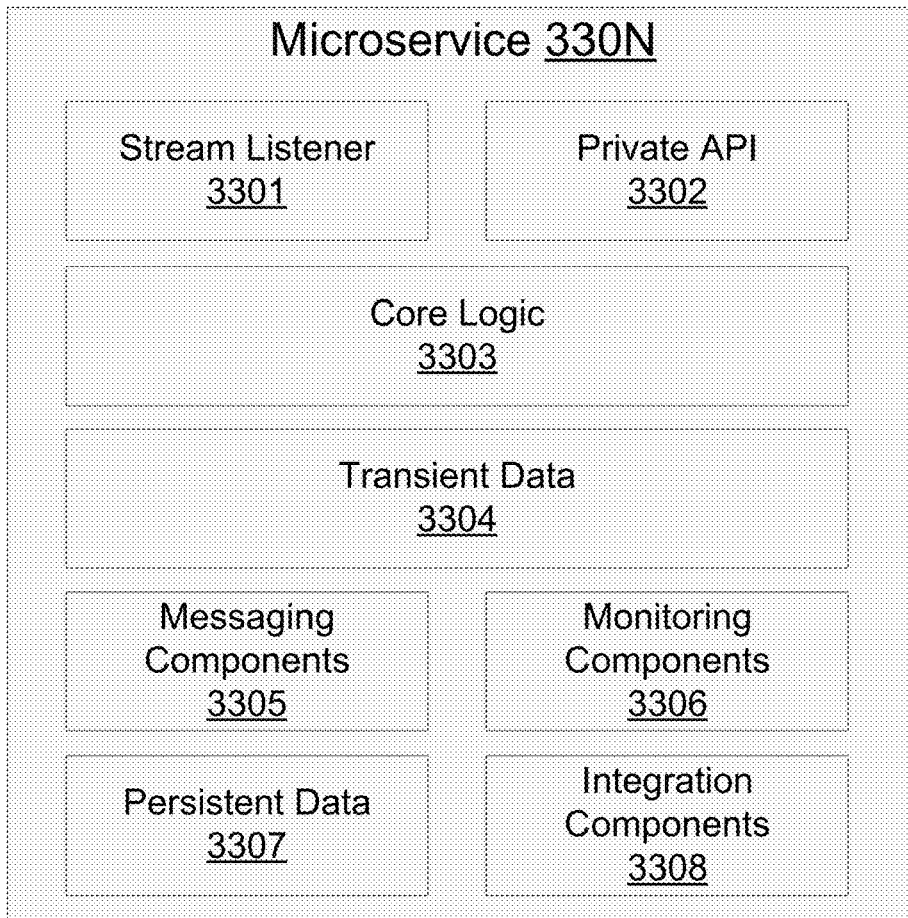 Microservice 330N
Stream Listener
3301
Private API
3302
Core Logic
3303
Transient Data
3304
Messaging
Components
3305
Monitoring
Components
3306
Persistent Data
3307
Integration
Components
3308